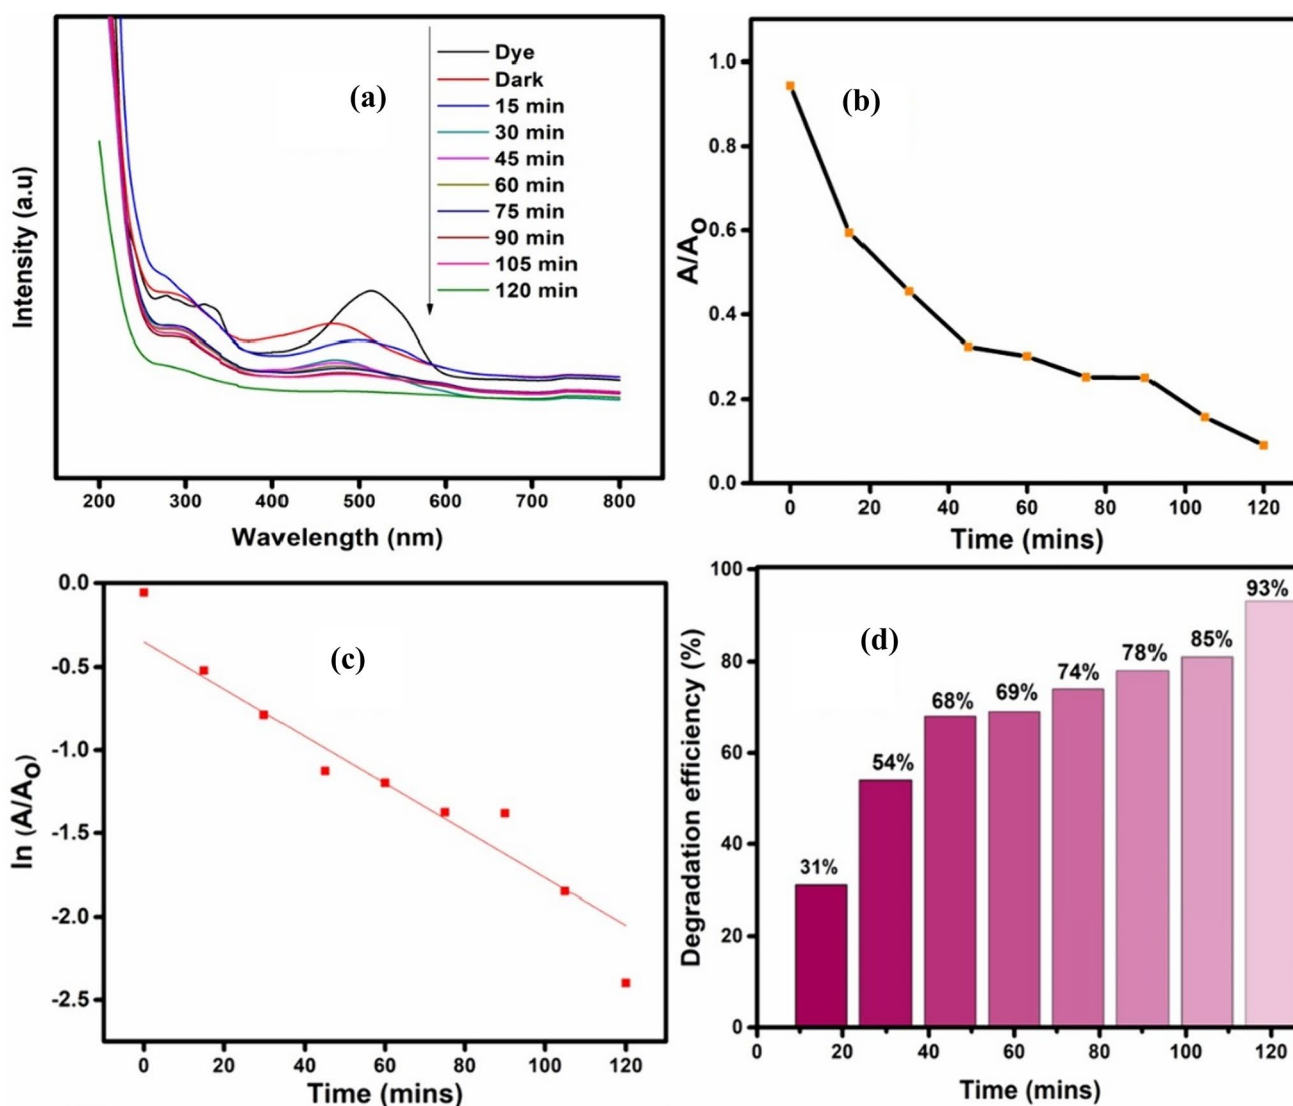 (a)
Dye
Dark
15 min
30 min
45 min
60 min
75 min
90 min
105 min
120 min
Intensity (a.u)
200 300 400 500 600 700 800
Wavelength (nm)
(b)
A/Ao
1.0
0.8
0.6
0.4
0.2
0.0
0 20 40 60 80 100 120
Time (mins)
(c)
ln (A/Ao)
0.0
-0.5
-1.0
-1.5
-2.0
-2.5
0 20 40 60 80 100 120
Time (mins)
(d)
Degradation efficiency (%)
100
80
60
40
20
0
31% 54% 68% 69% 74% 78% 85% 93%
0 20 40 60 80 100 120
Time (mins)